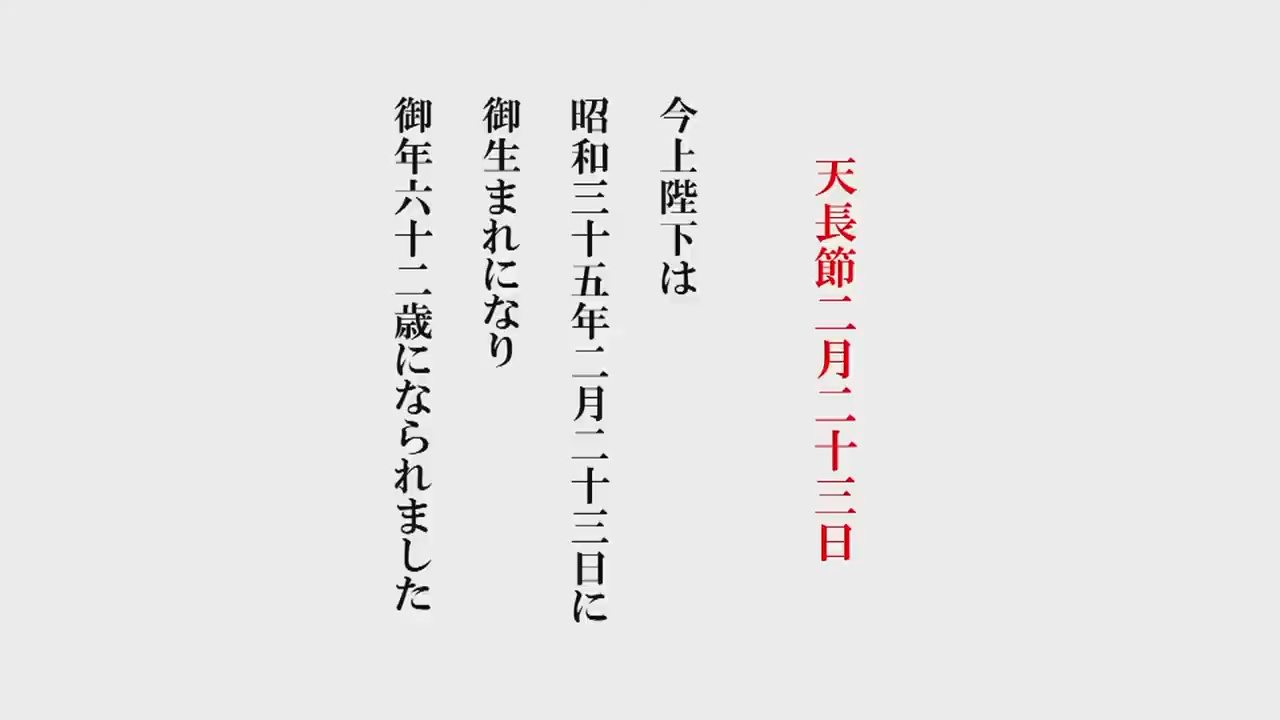 天長節二月二十三日
今上陛下は
昭和三十五年二月二十三日に
御生まれになり
御年六十二歳になられました